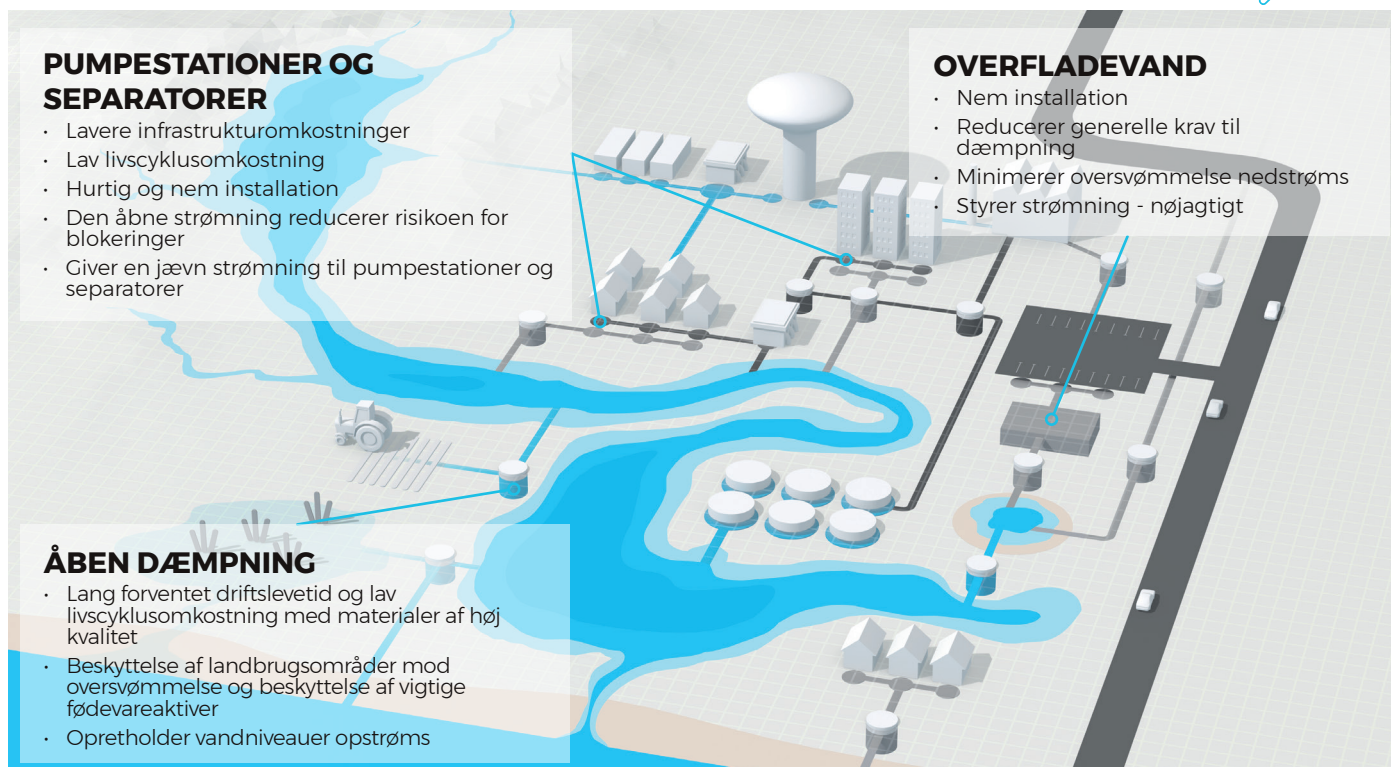 PUMPESTATIONER OG
SEPARATORER
• Lavere infrastrukturomkostninger
• Lav livscyklusomkostning
• Hurtig og nem installation
• Den åbne strømning reducerer risikoen for
blokeringer
• Giver en jævn strømning til pumpestationer og
separatorer
OVERFLADEVAND
• Nem installation
• Reducerer generelle krav til
dæmpning
• Minimerer oversvømmelse nedstrøms
• Styrer strømning - nøjagtigt
ÅBEN DÆMPNING
• Lang forventet driftslevetid og lav
livscyklusomkostning med materialer af høj
kvalitet
• Beskyttelse af landbrugsområder mod
oversvømmelse og beskyttelse af vigtige
fødevareaktiver
• Opretholder vandniveauer opstrøms